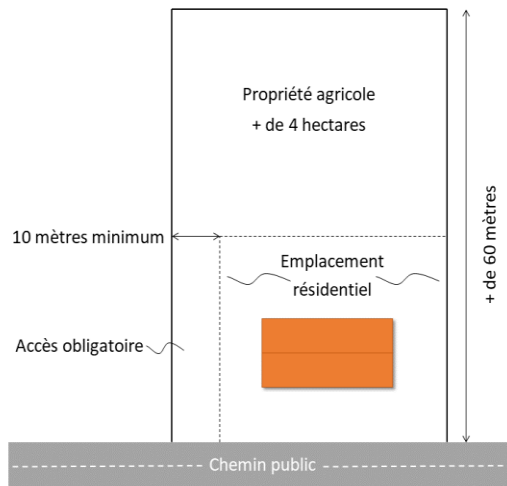 Propriété agricole
+ de 4 hectares
+ de 60 mètres
10 mètres minimum
Emplacement
résidentiel
Accès obligatoire
Chemin public